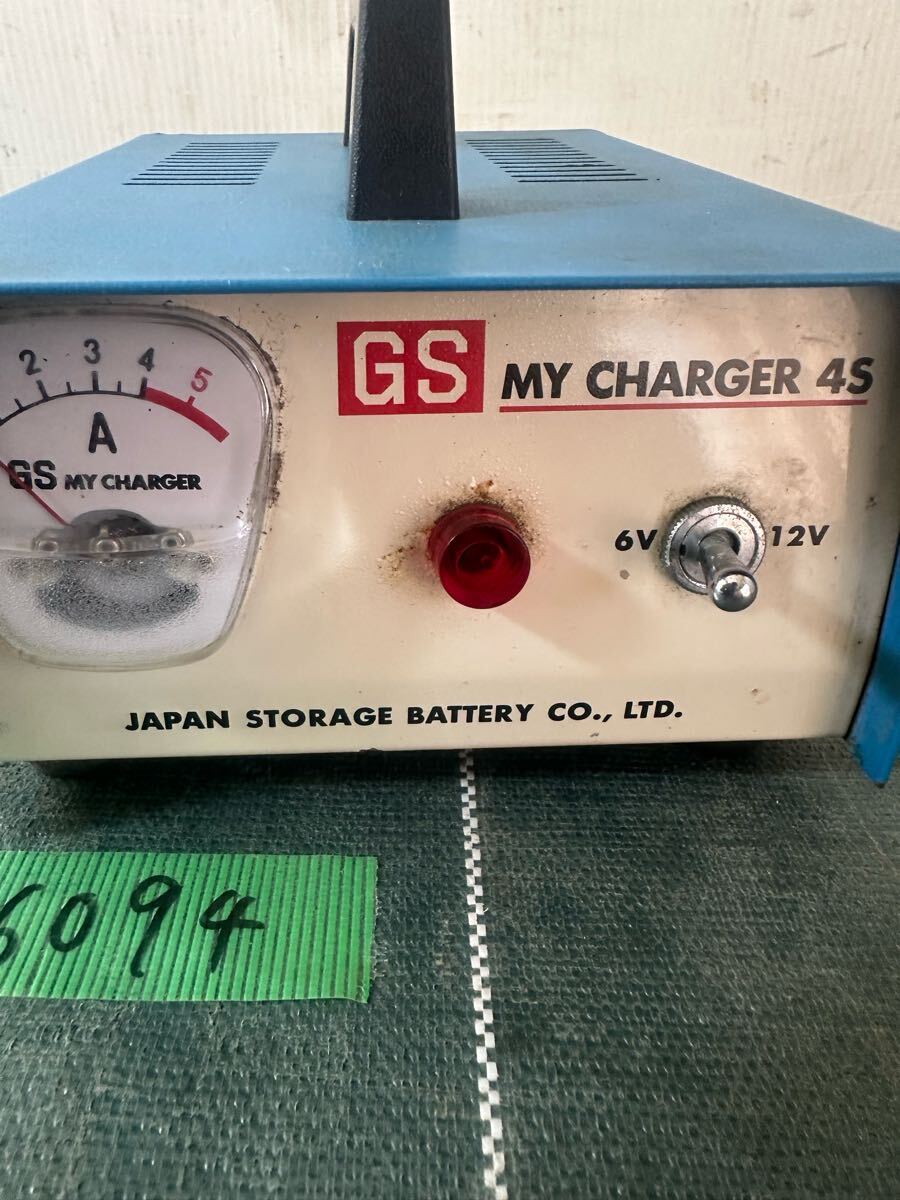 GS MY CHARGER 4S
2 3 4 5
A
GS MY CHARGER
6V 12V
JAPAN STORAGE BATTERY CO., LTD.
6094